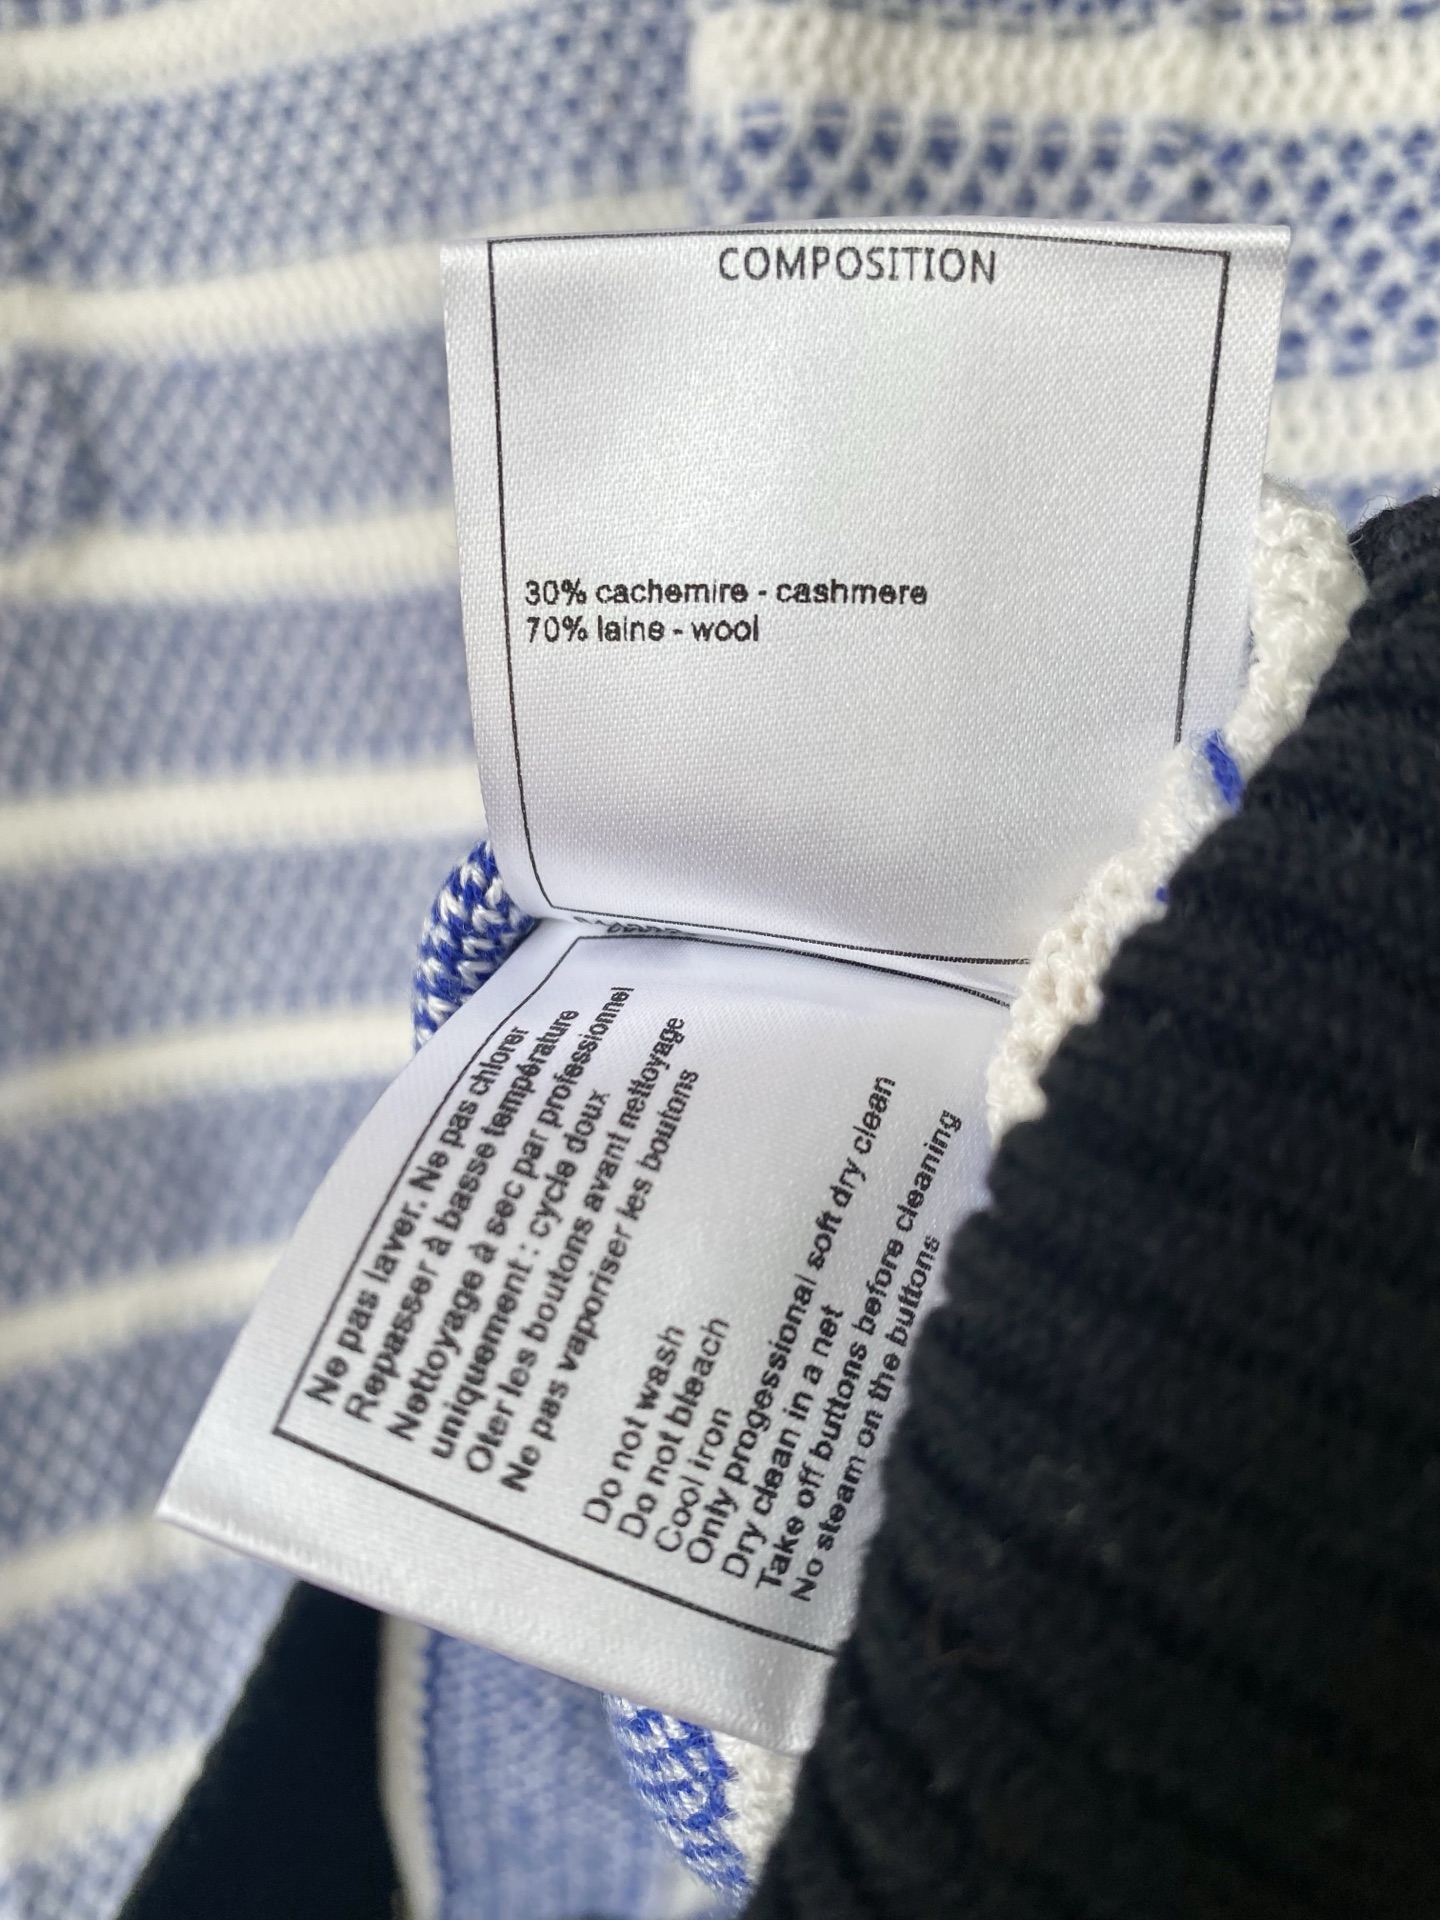 COMPOSITION
30% cachemire - cashmere
70% laine - wool
Ne pas laver. Ne pas chlorer
Repasser à basse température
Nettoyage à sec par professionnel
uniquement : cycle doux
Oter les boutons avant nettoyage
Ne pas vaporiser les boutons
Do not wash
Do not bleach
Cool iron
Only progessional soft dry clean
Dry clean in a net
Take off buttons before cleaning
No steam on the buttons